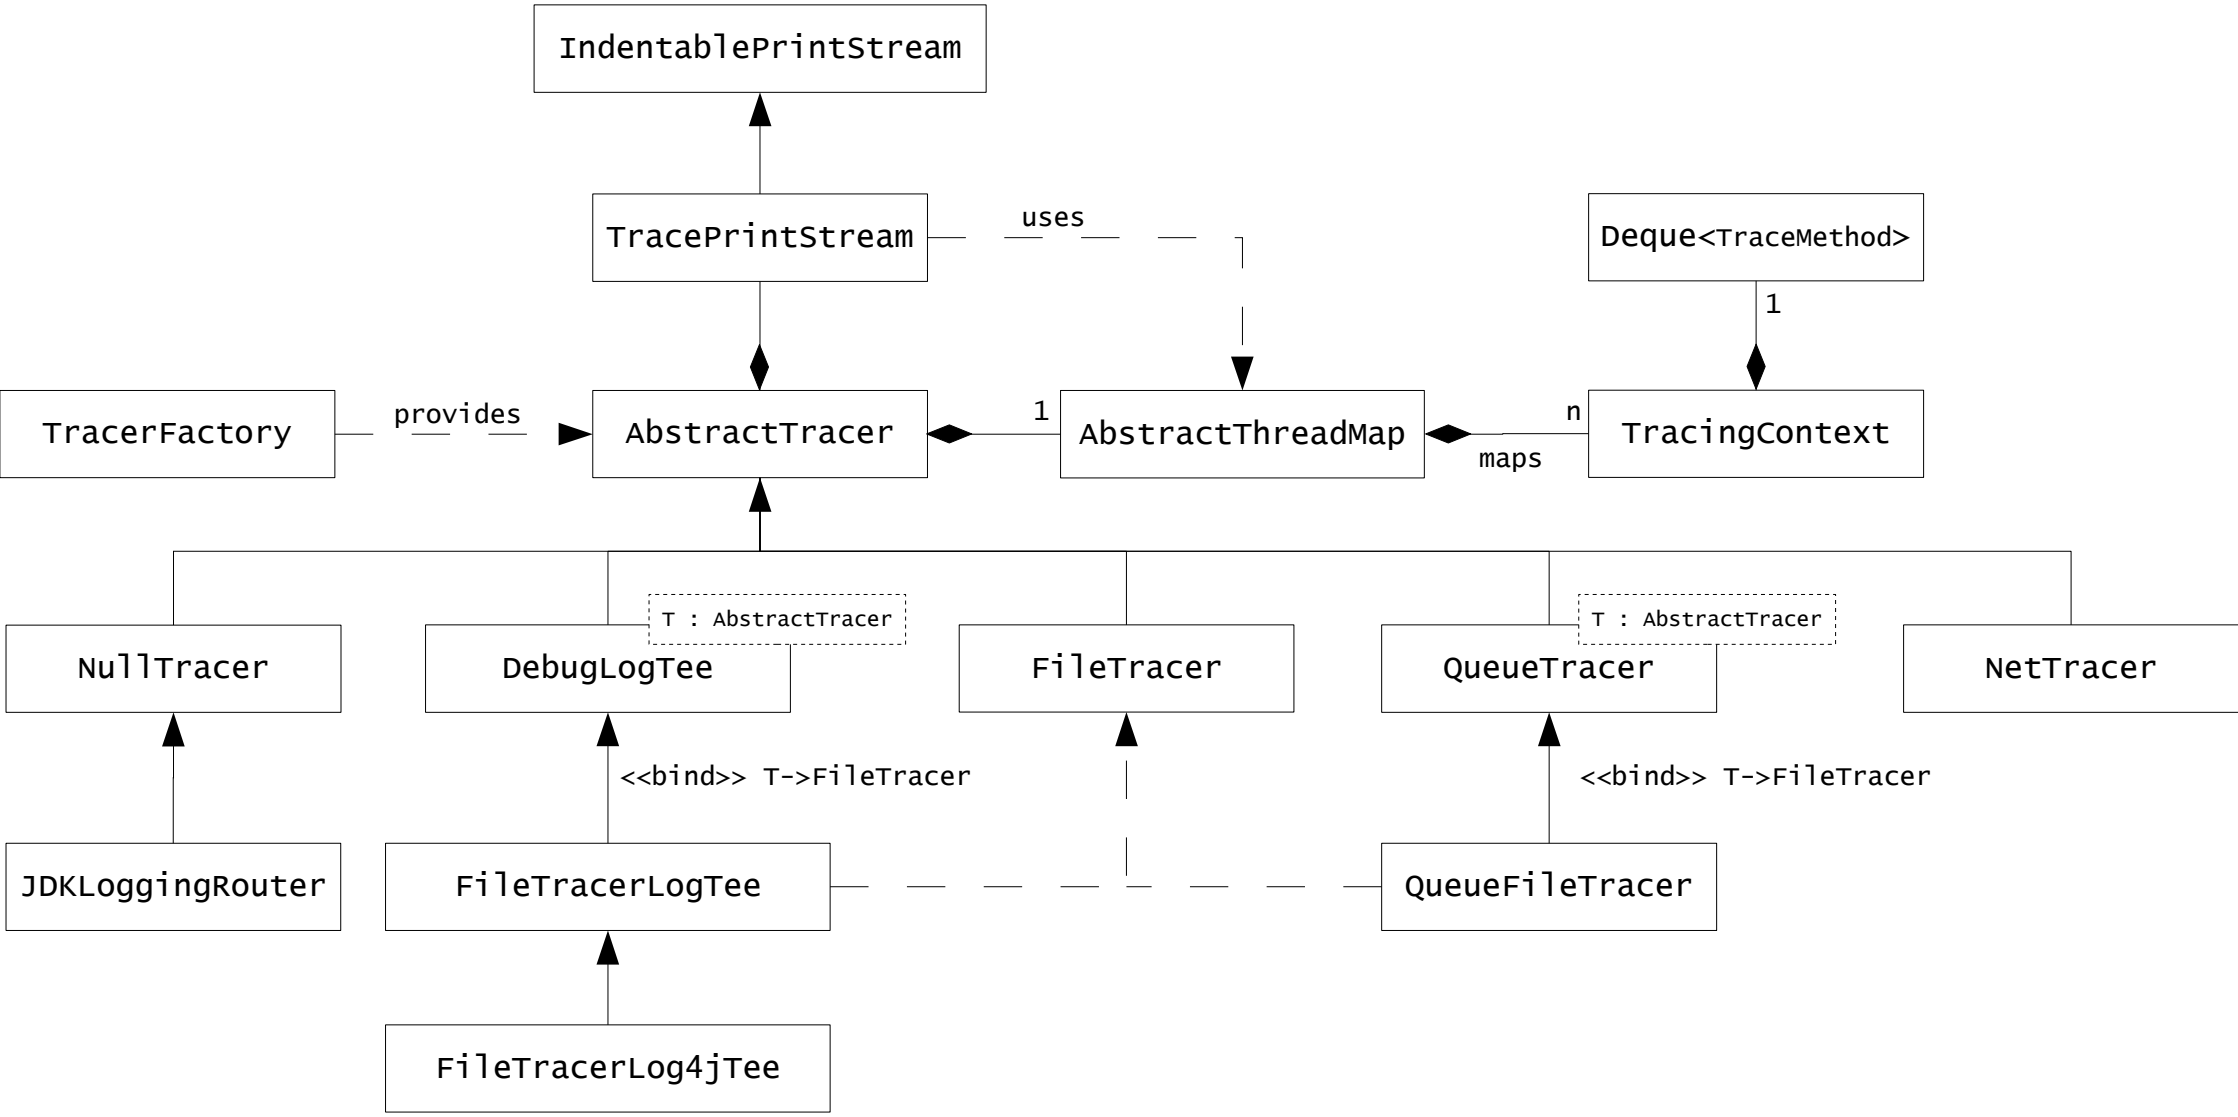 IndentablePrintStream
TracePrintStream
uses
Deque<TraceMethod>
1
TracerFactory
provides
AbstractTracer
1
AbstractThreadMap
n
maps
TracingContext
T : AbstractTracer
T : AbstractTracer
NullTracer
DebugLogTee
FileTracer
QueueTracer
NetTracer
<<bind>> T->FileTracer
<<bind>> T->FileTracer
JDKLoggingRouter
FileTracerLogTee
QueueFileTracer
FileTracerLog4jTee